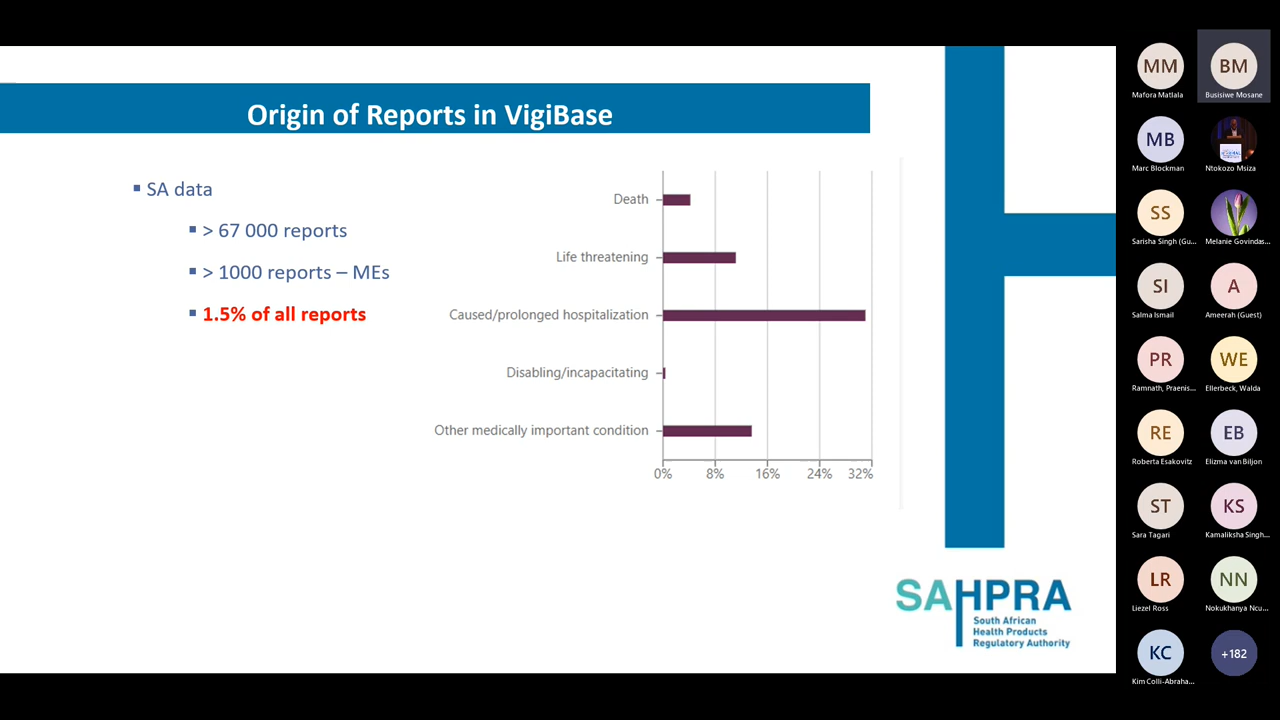 Origin of Reports in VigiBase
SA data
> 67 000 reports
> 1000 reports – MEs
1.5% of all reports
Death
Life threatening
Caused/prolonged hospitalization
Disabling/incapacitating
Other medically important condition
0% 8% 16% 24% 32%
SAHPRA
South African
Health Products
Regulatory Authority
MM BM
Mafora Matlala Busisiwe Mosane
MB
Marc Blockman Ntokozo Msiza
SS
Sarisha Singh (Gu... Melanie Govindas...
SI A
Salma Ismail Ameerah (Guest)
PR WE
Ramnath, Praenis... Ellerbeck, Walda
RE EB
Roberta Esakovitz Elizma van Biljon
ST KS
Sara Tagari Kamaliksha Singh...
LR NN
Liezel Ross Nokukhanya Ncu...
KC +182
Kim Colli-Abraha...